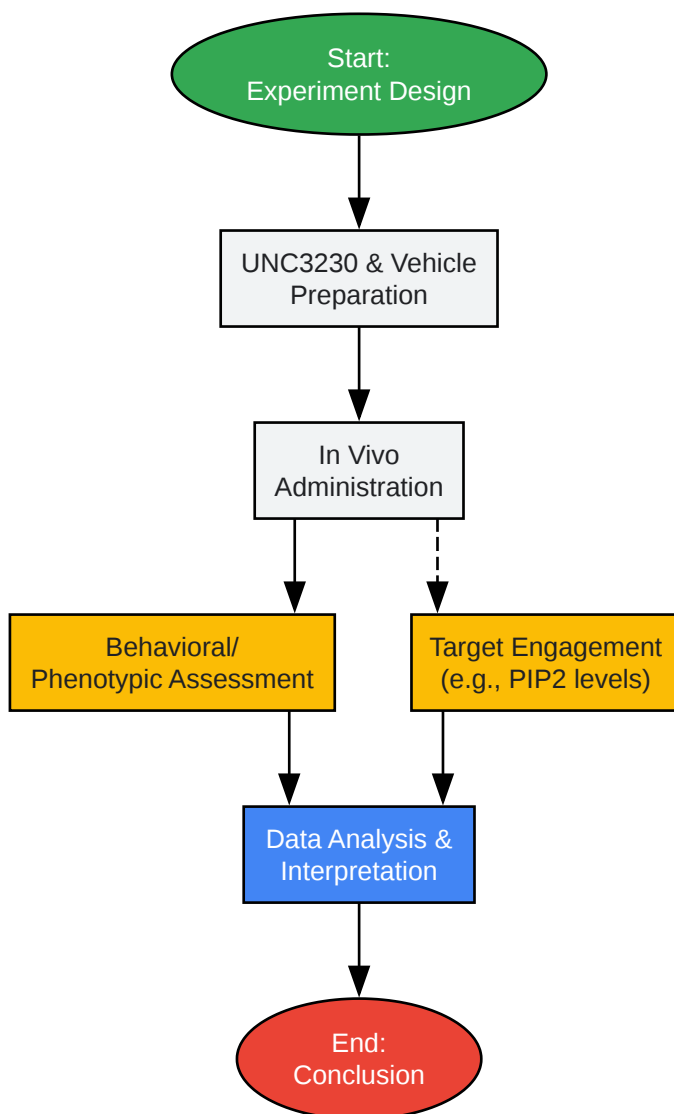 Start:
Experiment Design
UNC3230 & Vehicle
Preparation
In Vivo
Administration
Behavioral/
Phenotypic Assessment
Target Engagement
(e.g., PIP2 levels)
Data Analysis &
Interpretation
End:
Conclusion